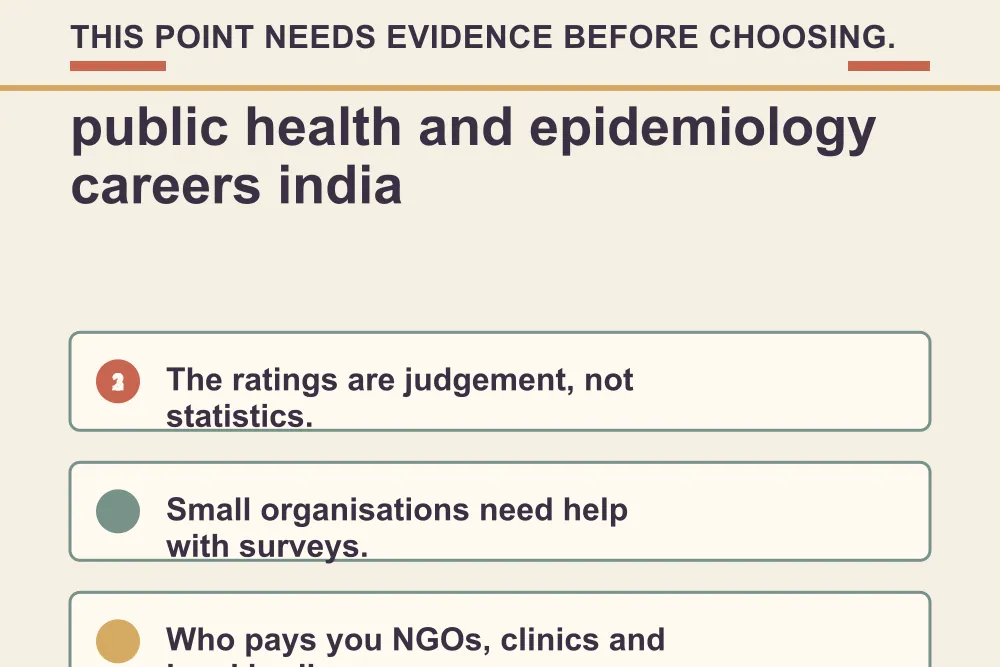 THIS POINT NEEDS EVIDENCE BEFORE CHOOSING.
public health and epidemiology
careers india
The ratings are judgement, not
statistics.
Small organisations need help
with surveys.
Who pays you NGOs, clinics and